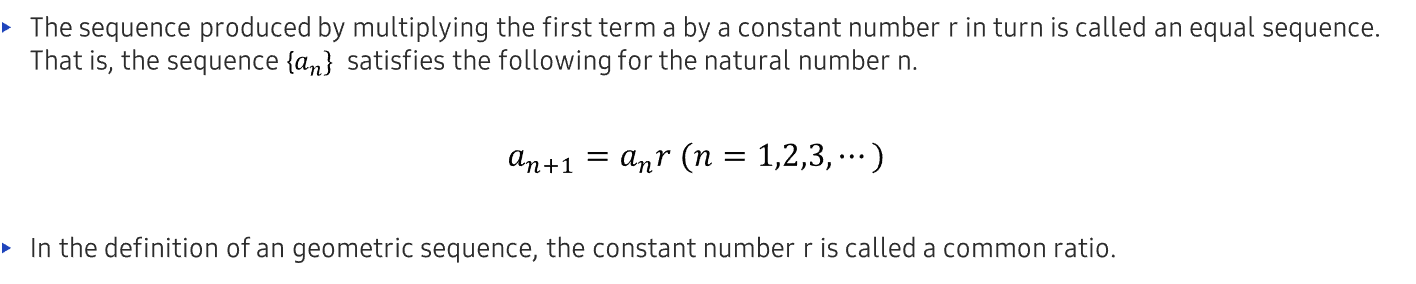 ▸ The sequence produced by multiplying the first term a by a constant number r in turn is called an equal sequence.
That is, the sequence {aₙ} satisfies the following for the natural number n.
aₙ₊₁ = aₙr (n = 1,2,3, ⋯ )
▸ In the definition of an geometric sequence, the constant number r is called a common ratio.